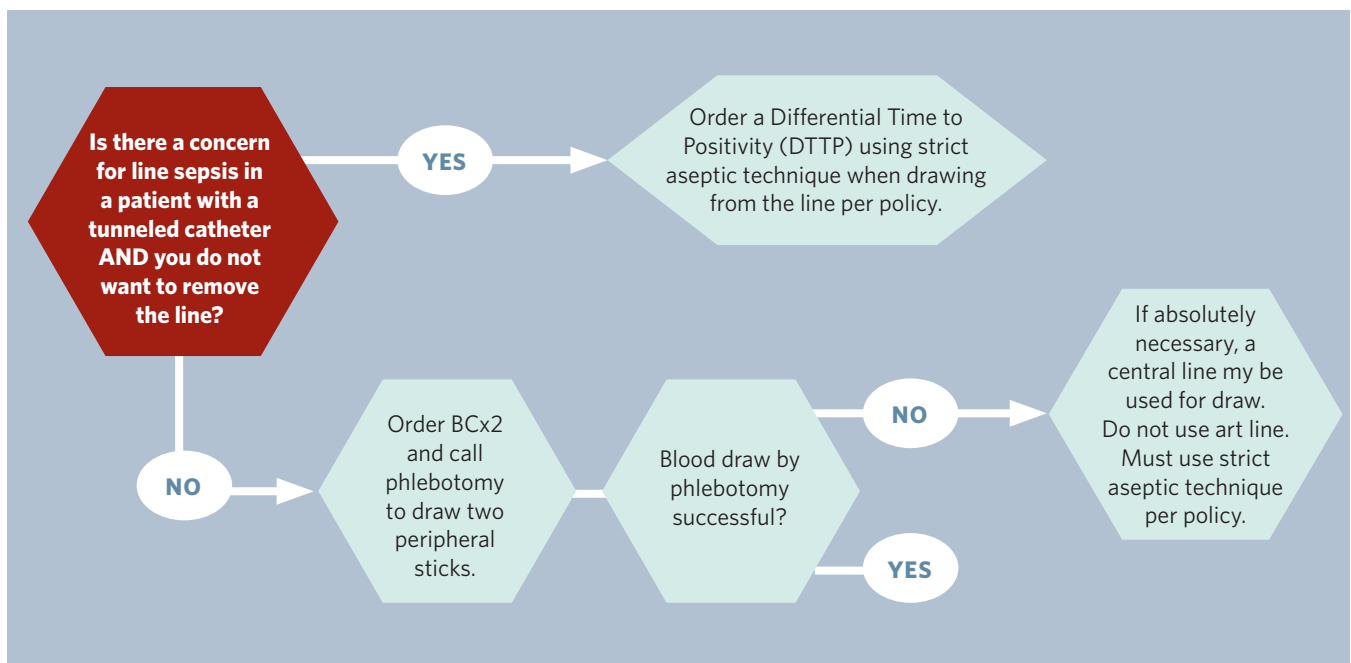 Is there a concern
for line sepsis in
a patient with a
tunneled catheter
AND you do not
want to remove
the line?
YES
Order a Differential Time to
Positivity (DTTP) using strict
aseptic technique when drawing
from the line per policy.
NO
Order BCx2
and call
phlebotomy
to draw two
peripheral
sticks.
Blood draw by
phlebotomy
successful?
NO
If absolutely
necessary, a
central line my be
used for draw.
Do not use art line.
Must use strict
aseptic technique
per policy.
YES